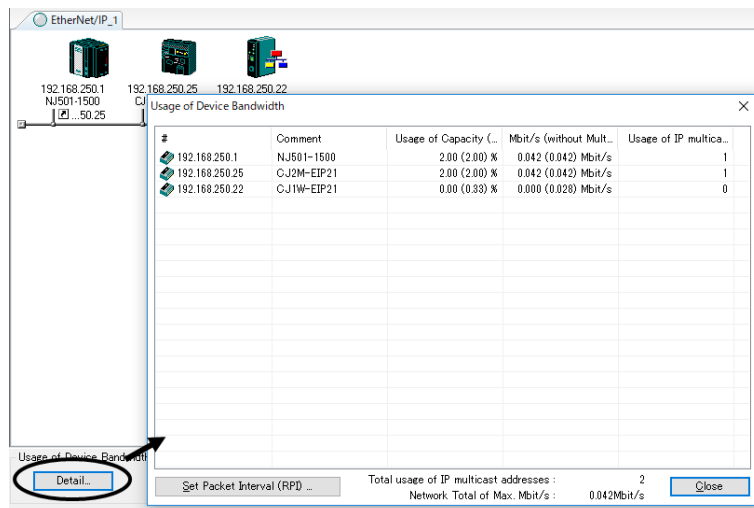 EtherNet/IP_1
192.168.250.1 192.168.250.25 192.168.250.22
NJ501-1500 CJ
...50.25
Usage of Device Bandwidth
# Comment Usage of Capacity (... Mbit/s (without Mult... Usage of IP multica...
192.168.250.1 NJ501-1500 2.00 (2.00) % 0.042 (0.042) Mbit/s 1
192.168.250.25 CJ2M-EIP21 2.00 (2.00) % 0.042 (0.042) Mbit/s 1
192.168.250.22 CJ1W-EIP21 0.00 (0.33) % 0.000 (0.028) Mbit/s 0
Usage of Device Bandwidth
Detail...
Set Packet Interval (RPI) ...
Total usage of IP multicast addresses : 2
Network Total of Max. Mbit/s : 0.042Mbit/s
Close